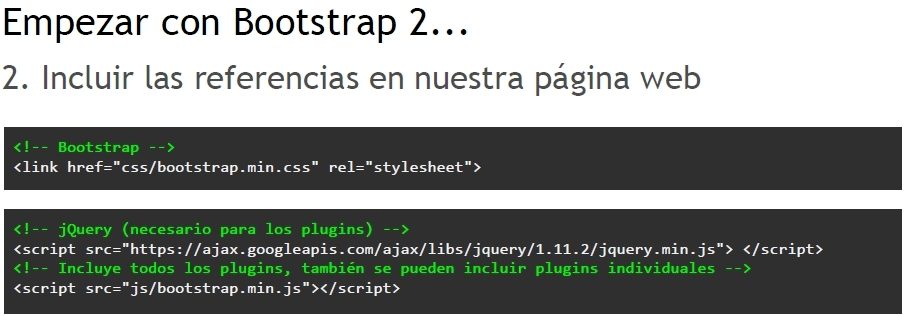 Empezar con Bootstrap 2...
2. Incluir las referencias en nuestra página web
<!-- Bootstrap -->
<link href="css/bootstrap.min.css" rel="stylesheet">
<!-- jQuery (necesario para los plugins) -->
<script src="https://ajax.googleapis.com/ajax/libs/jquery/1.11.2/jquery.min.js"> </script>
<!-- Incluye todos los plugins, también se pueden incluir plugins individuales -->
<script src="js/bootstrap.min.js"></script>